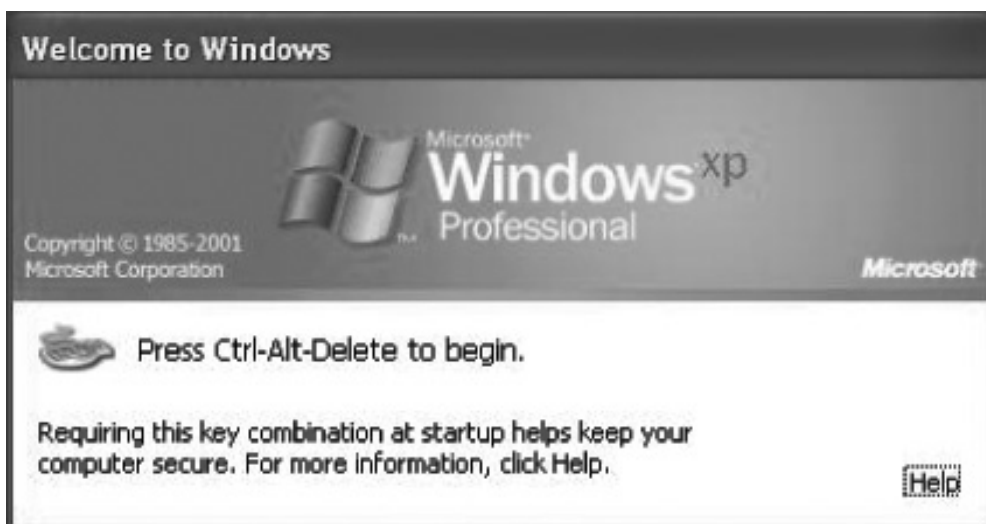 Welcome to Windows
Microsoft®
Windows xp
Professional
TM
Copyright © 1985-2001
Microsoft Corporation
Microsoft
Press Ctrl-Alt-Delete to begin.
Requiring this key combination at startup helps keep your
computer secure. For more information, click Help.
Help